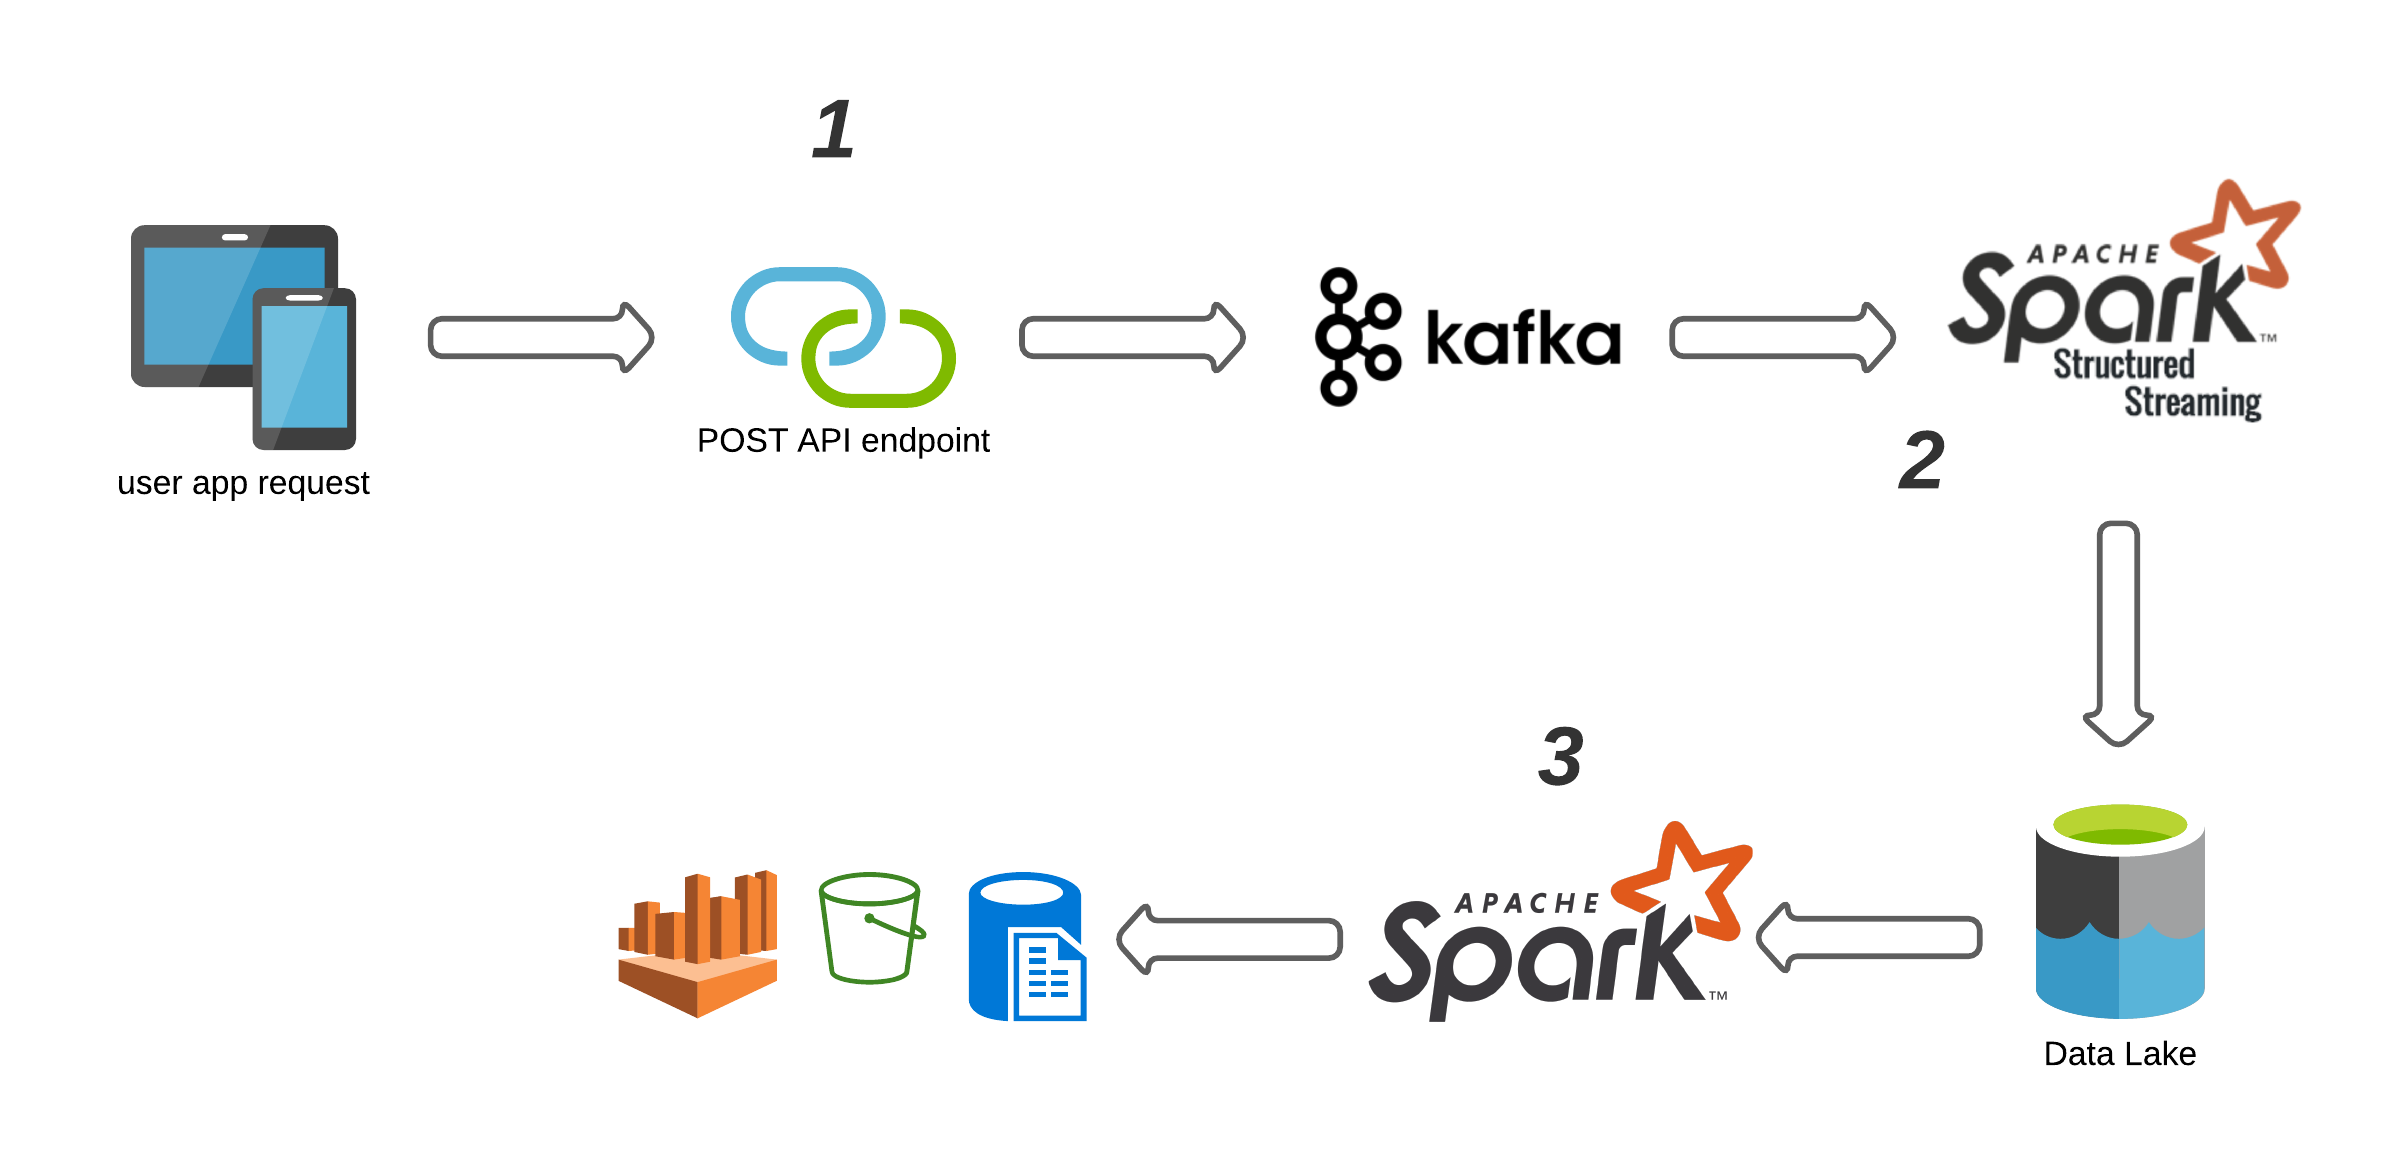 1
user app request
POST API endpoint
kafka
APACHE
Spark™
Structured
Streaming
2
3
APACHE
Spark™
Data Lake